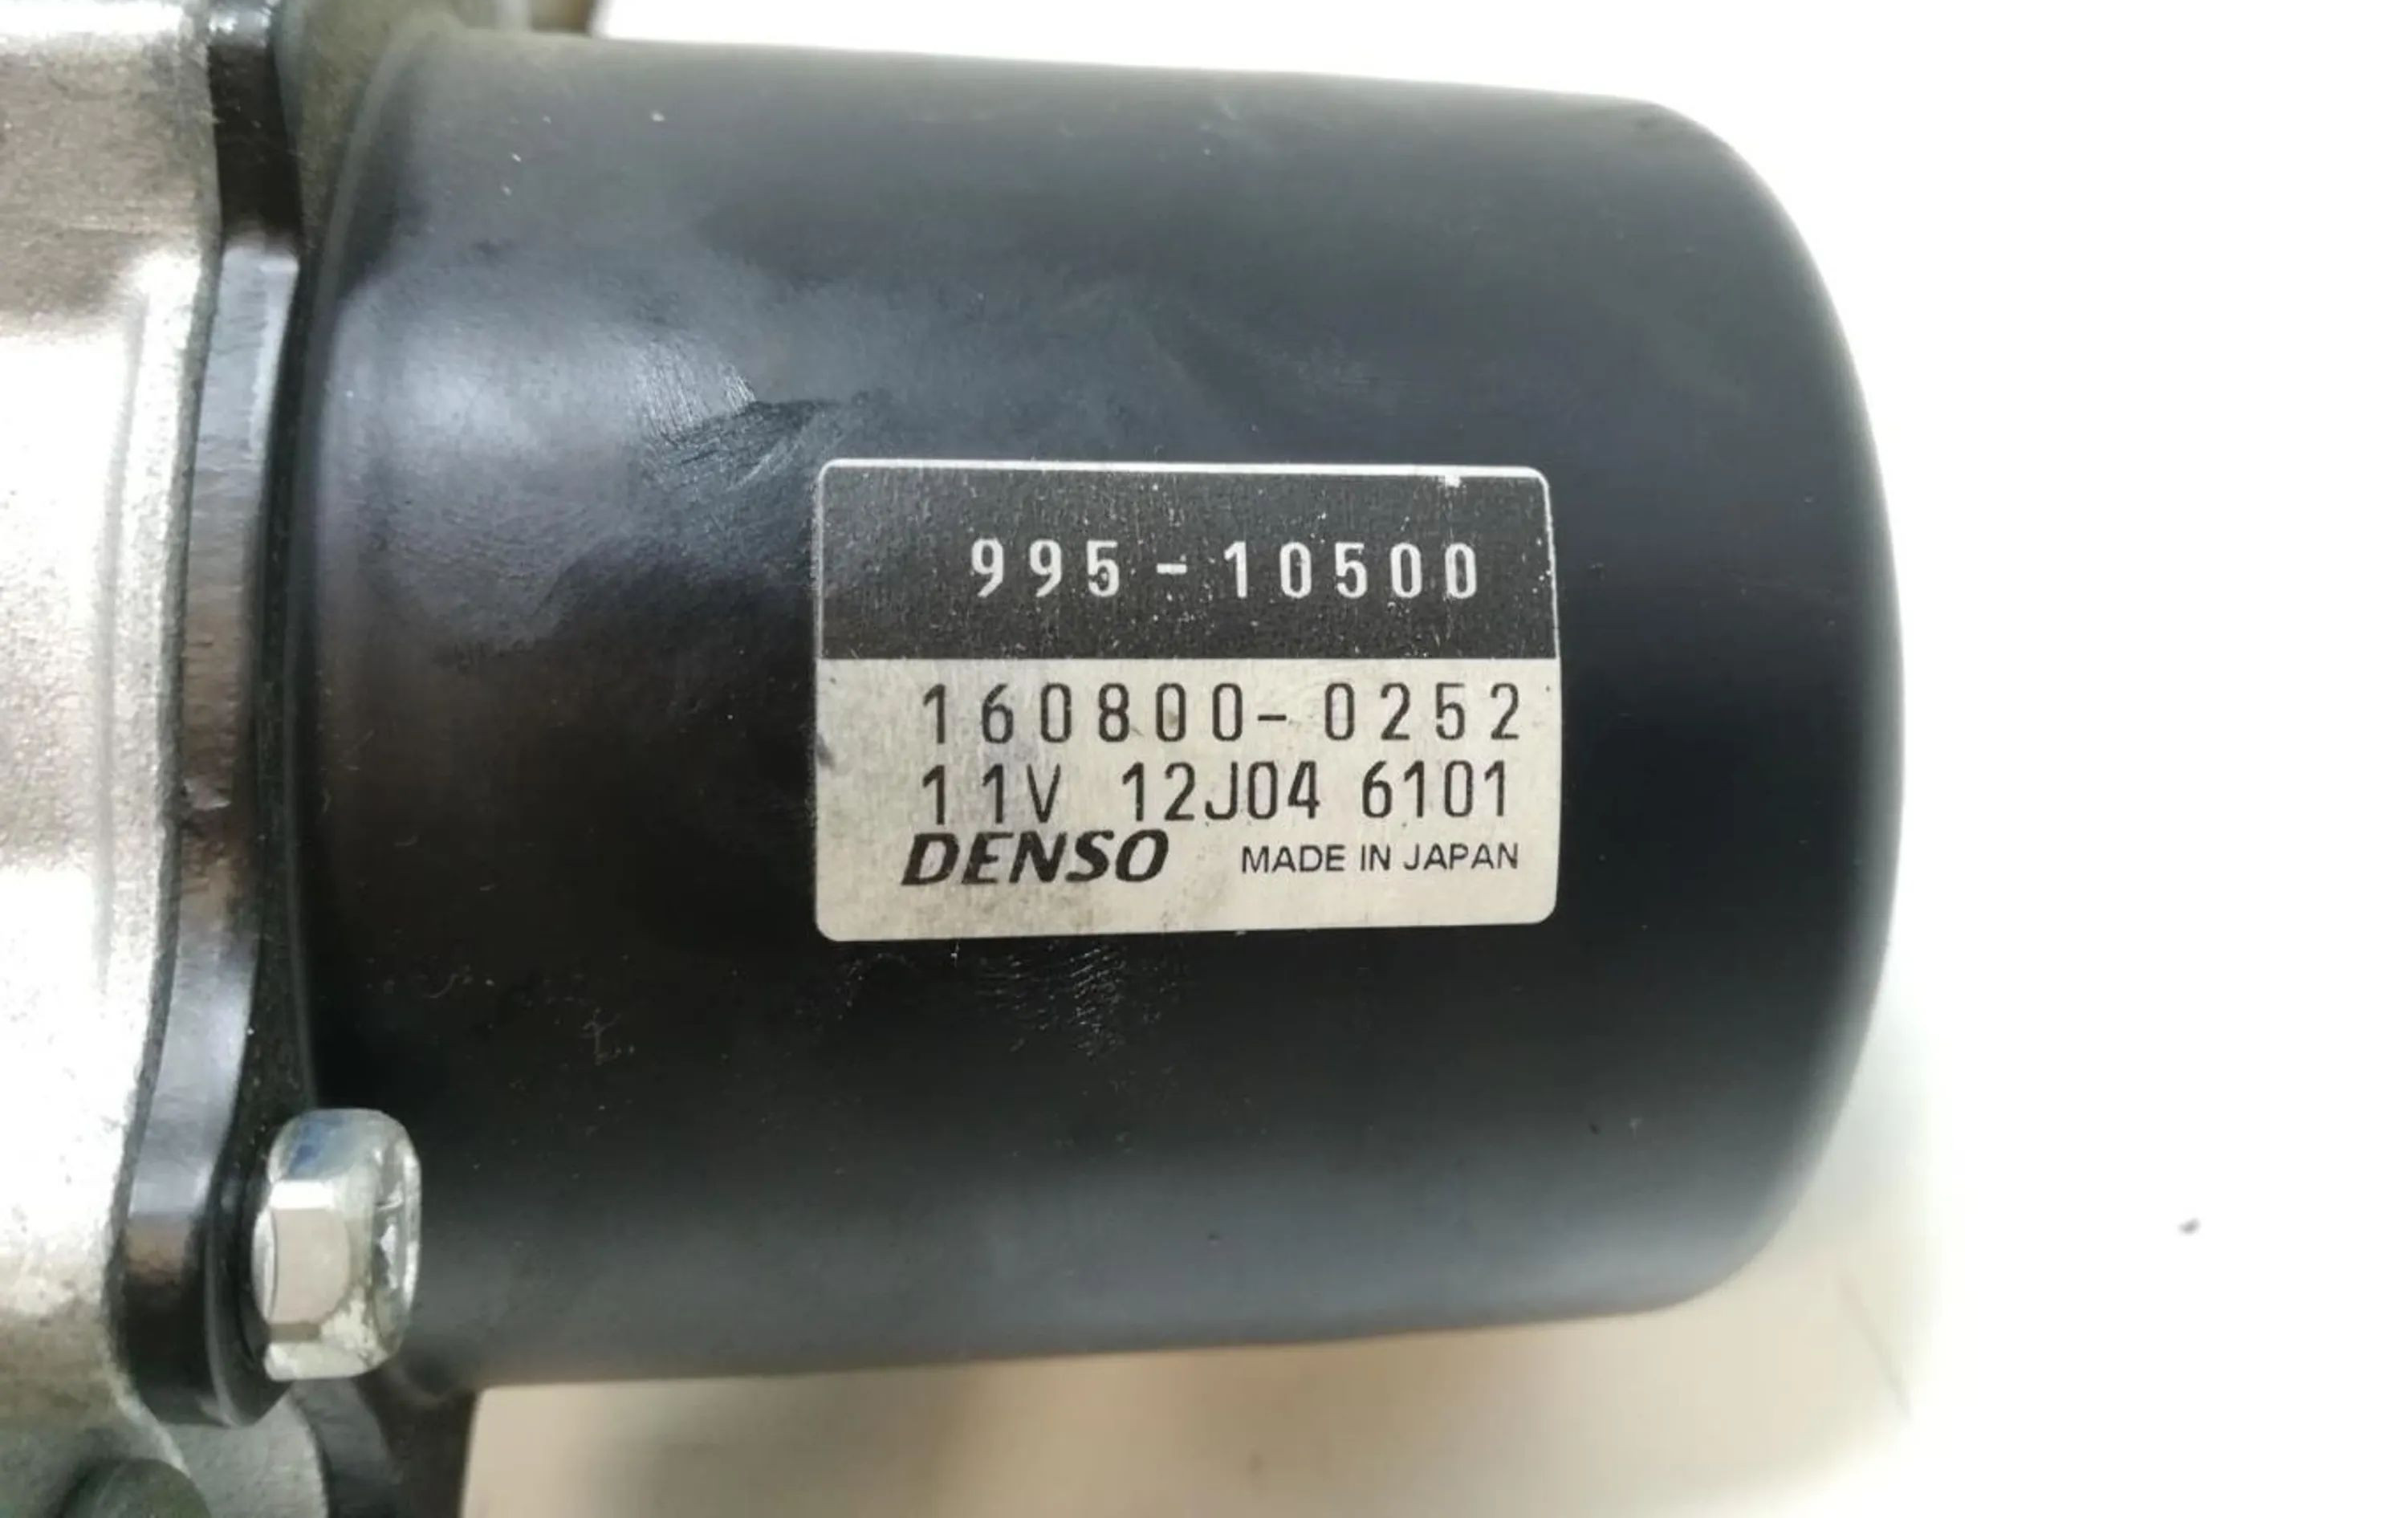 995-10500
160800-0252
11V 12J04 6101
DENSO MADE IN JAPAN